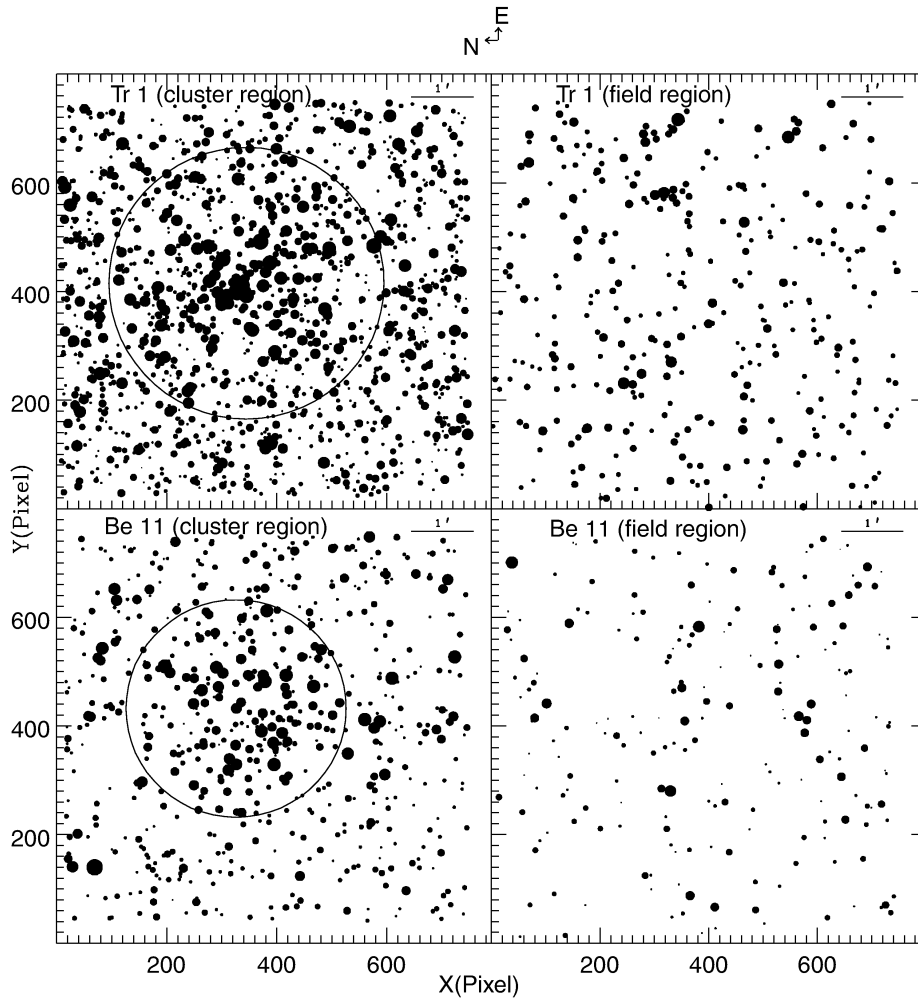 E
N
Tr 1 (cluster region) 1 ′ Tr 1 (field region) 1 ′
600
400
200
Be 11 (cluster region) 1 ′ Be 11 (field region) 1 ′
600
400
200
Y(Pixel)
200 400 600 200 400 600
X(Pixel)